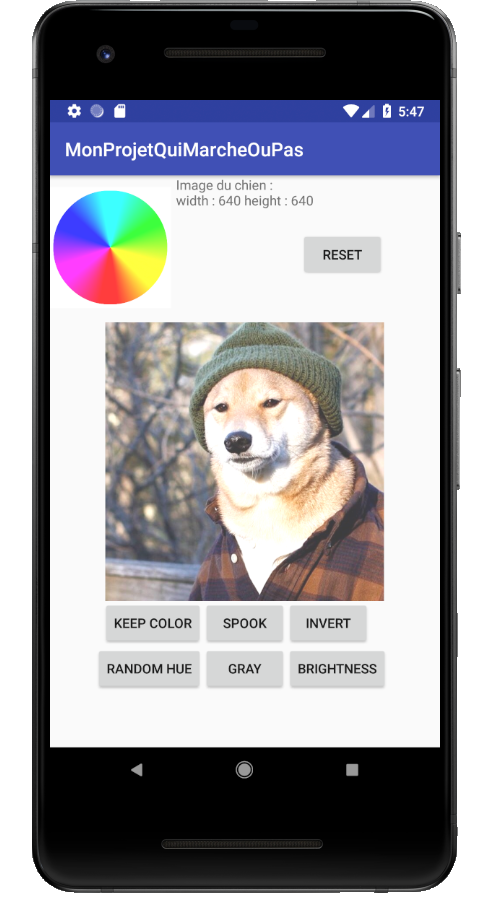 5:47
MonProjetQuiMarcheOuPas
Image du chien :
width : 640 height : 640
RESET
KEEP COLOR SPOOK INVERT
RANDOM HUE GRAY BRIGHTNESS